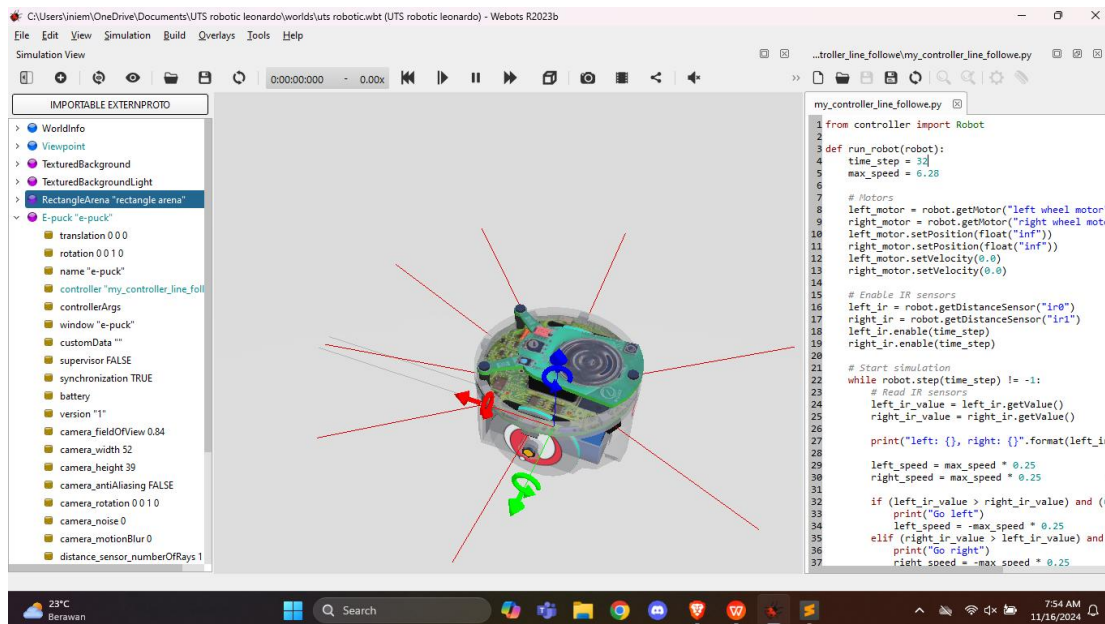 C:\Users\iniem\OneDrive\Documents\UTS robotic leonardo\worlds\uts robotic.wbt (UTS robotic leonardo) - Webots R2023b
File Edit View Simulation Build Overlays Tools Help
Simulation View
...troller_line_followe\my_controller_line_followe.py
0:00:00:000 - 0.00x
IMPORTABLE EXTERNPROTO
WorldInfo
Viewpoint
TexturedBackground
TexturedBackgroundLight
RectangleArena "rectangle arena"
E-puck "e-puck"
translation 0 0 0
rotation 0 0 1 0
name "e-puck"
controller "my_controller_line_foll
controllerArgs
window "e-puck"
customData ""
supervisor FALSE
synchronization TRUE
battery
version "1"
camera_fieldOfView 0.84
camera_width 52
camera_height 39
camera_antiAliasing FALSE
camera_rotation 0 0 1 0
camera_noise 0
camera_motionBlur 0
distance_sensor_numberOfRays 1
my_controller_line_followe.py
1 from controller import Robot
2
3 def run_robot(robot):
4 time_step = 32
5 max_speed = 6.28
6
7 # Motors
8 left_motor = robot.getMotor("left wheel motor
9 right_motor = robot.getMotor("right wheel moto
10 left_motor.setPosition(float("inf"))
11 right_motor.setPosition(float("inf"))
12 left_motor.setVelocity(0.0)
13 right_motor.setVelocity(0.0)
14
15 # Enable IR sensors
16 left_ir = robot.getDistanceSensor("ir0")
17 right_ir = robot.getDistanceSensor("ir1")
18 left_ir.enable(time_step)
19 right_ir.enable(time_step)
20
21 # Start simulation
22 while robot.step(time_step) != -1:
23 # Read IR sensors
24 left_ir_value = left_ir.getValue()
25 right_ir_value = right_ir.getValue()
26
27 print("left: {}, right: {}".format(left_i
28
29 left_speed = max_speed * 0.25
30 right_speed = max_speed * 0.25
31
32 if (left_ir_value > right_ir_value) and (
33 print("Go left")
34 left_speed = -max_speed * 0.25
35 elif (right_ir_value > left_ir_value) and
36 print("Go right")
37 right_speed = -max_speed * 0.25
23°C
Berawan
Search
7:54 AM
11/16/2024